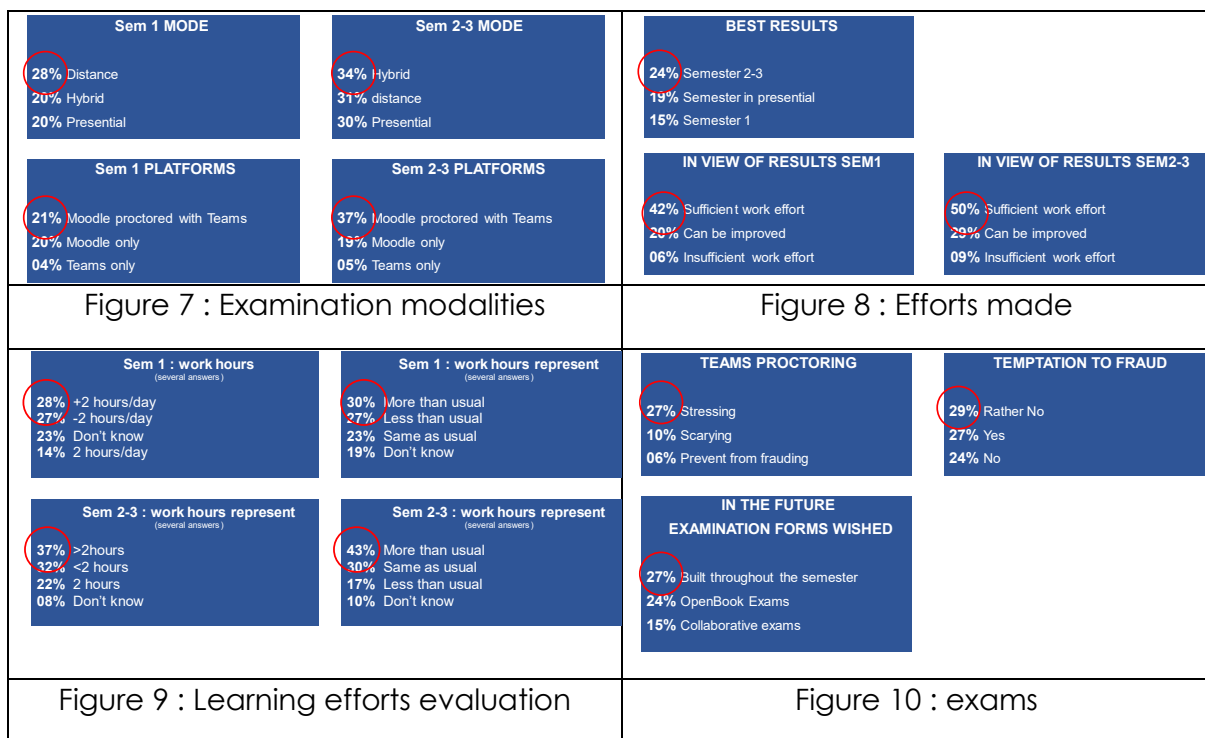 Sem 1 MODE
28% Distance
20% Hybrid
20% Presential
Sem 2-3 MODE
34% Hybrid
31% distance
30% Presential
Sem 1 PLATFORMS
21% Moodle proctored with Teams
20% Moodle only
04% Teams only
Sem 2-3 PLATFORMS
37% Moodle proctored with Teams
19% Moodle only
05% Teams only
Figure 7 : Examination modalities
BEST RESULTS
24% Semester 2-3
19% Semester in presential
15% Semester 1
IN VIEW OF RESULTS SEM1
42% Sufficient work effort
20% Can be improved
06% Insufficient work effort
IN VIEW OF RESULTS SEM2-3
50% Sufficient work effort
29% Can be improved
09% Insufficient work effort
Figure 8 : Efforts made
Sem 1 : work hours
(several answers)
28% +2 hours/day
27% -2 hours/day
23% Don't know
14% 2 hours/day
Sem 1 : work hours represent
(several answers)
30% More than usual
27% Less than usual
23% Same as usual
19% Don't know
Sem 2-3 : work hours represent
(several answers)
37% >2hours
32% <2 hours
22% 2 hours
08% Don't know
Sem 2-3 : work hours represent
(several answers)
43% More than usual
30% Same as usual
17% Less than usual
10% Don't know
Figure 9 : Learning efforts evaluation
TEAMS PROCTORING
27% Stressing
10% Scarying
06% Prevent from frauding
TEMPTATION TO FRAUD
29% Rather No
27% Yes
24% No
IN THE FUTURE
EXAMINATION FORMS WISHED
27% Built throughout the semester
24% OpenBook Exams
15% Collaborative exams
Figure 10 : exams